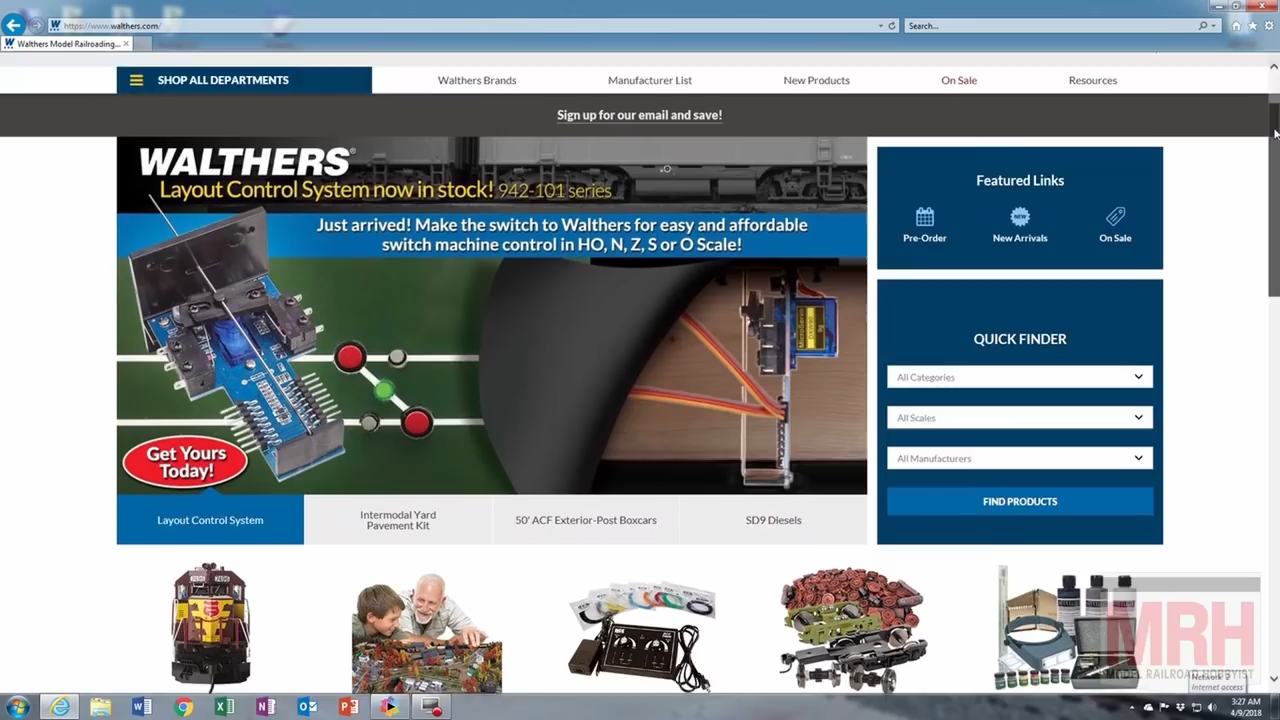 https://www.walthers.com/
Search...
Walthers Model Railroading...
SHOP ALL DEPARTMENTS
Walthers Brands
Manufacturer List
New Products
On Sale
Resources
Sign up for our email and save!
WALTHERS®
Layout Control System now in stock! 942-101 series
Just arrived! Make the switch to Walthers for easy and affordable
switch machine control in HO, N, Z, S or O Scale!
Get Yours
Today!
Featured Links
Pre-Order
NEW
New Arrivals
On Sale
QUICK FINDER
All Categories
All Scales
All Manufacturers
FIND PRODUCTS
Layout Control System
Intermodal Yard
Pavement Kit
50' ACF Exterior-Post Boxcars
SD9 Diesels
MRH
MODEL RAILROAD HOBBYIST
Network 2
Internet access
3:27 AM
4/9/2018